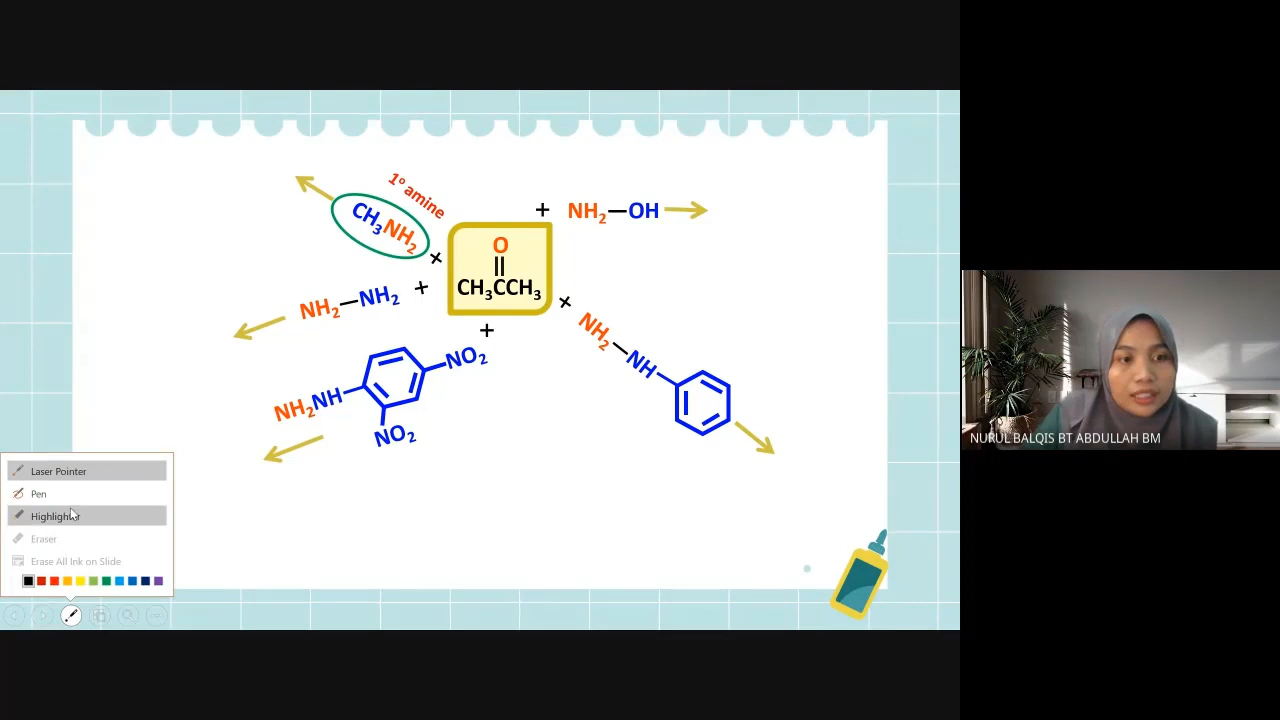 1º amine
CH₃NH₂
+
+ NH₂—OH
O
||
CH₃CCH₃
+
NH₂—NH₂
+
+
NH₂—NH
NO₂
NH₂NH
NO₂
NURUL BALQIS BT ABDULLAH BM
Laser Pointer
Pen
Highlighter
Eraser
Erase All Ink on Slide